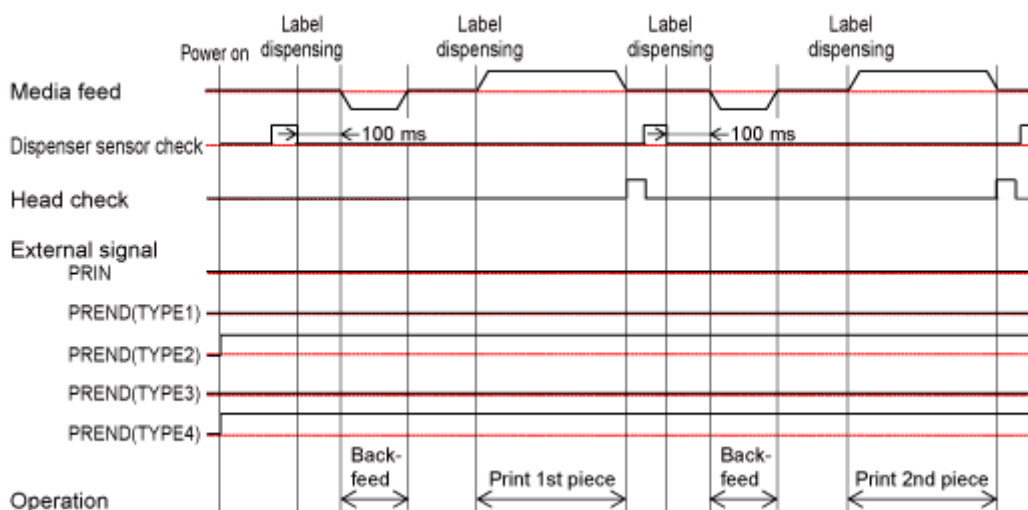 Label dispensing
Label dispensing
Label dispensing
Label dispensing
Power on
Media feed
Dispenser sensor check
100 ms
100 ms
Head check
External signal
PRIN
PREND(TYPE1)
PREND(TYPE2)
PREND(TYPE3)
PREND(TYPE4)
Back-
feed
Print 1st piece
Back-
feed
Print 2nd piece
Operation